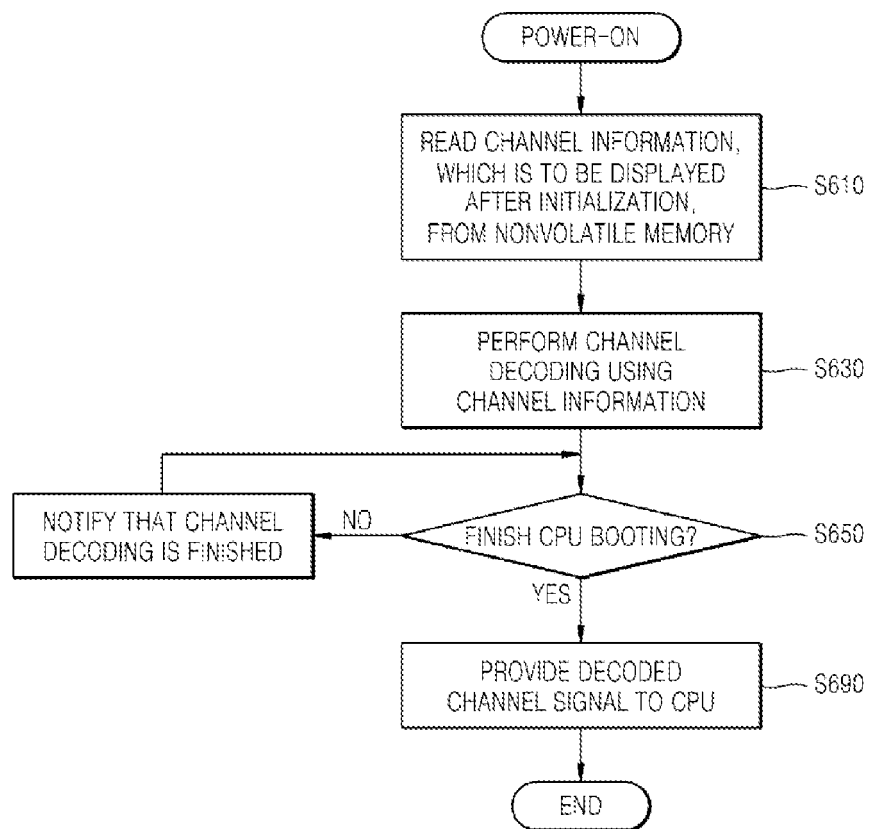 POWER-ON
READ CHANNEL INFORMATION,
WHICH IS TO BE DISPLAYED
AFTER INITIALIZATION,
FROM NONVOLATILE MEMORY
S610
PERFORM CHANNEL
DECODING USING
CHANNEL INFORMATION
S630
NOTIFY THAT CHANNEL
DECODING IS FINISHED
NO
FINISH CPU BOOTING?
S650
YES
PROVIDE DECODED
CHANNEL SIGNAL TO CPU
S690
END